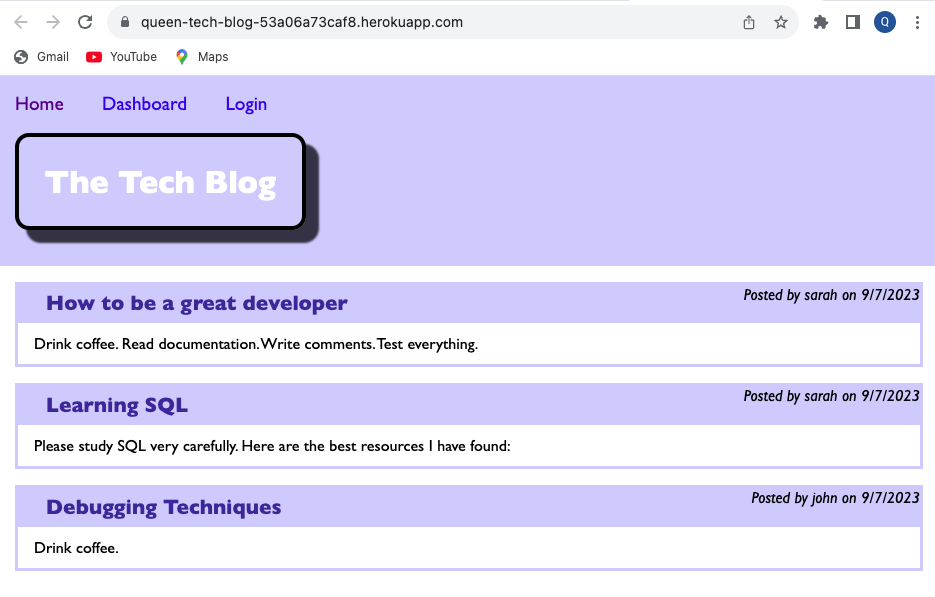 queen-tech-blog-53a06a73caf8.herokuapp.com
Q
Gmail YouTube Maps
Home Dashboard Login
The Tech Blog
How to be a great developer
Posted by sarah on 9/7/2023
Drink coffee. Read documentation. Write comments. Test everything.
Learning SQL
Posted by sarah on 9/7/2023
Please study SQL very carefully. Here are the best resources I have found:
Debugging Techniques
Posted by john on 9/7/2023
Drink coffee.